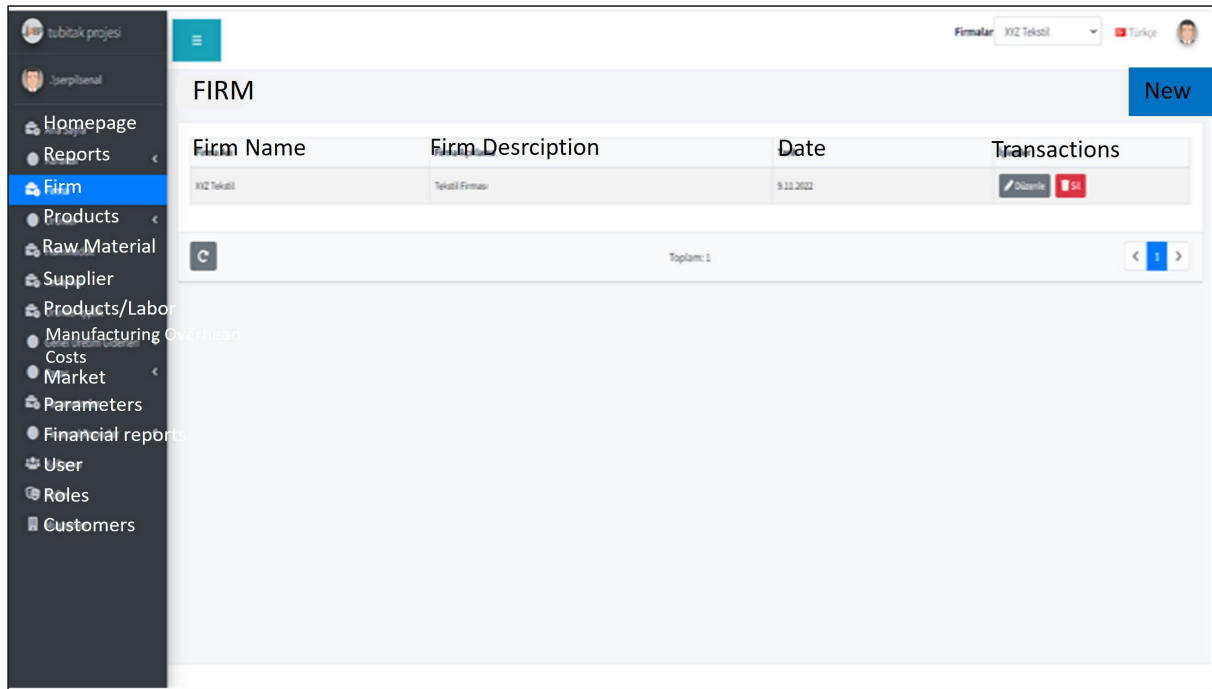 tubitak projesi
Firmalar XYZ Tekstil Türkçe
.\serpilsenal
FIRM
New
Homepage
Reports
Firm
Products
Raw Material
Supplier
Products/Labor
Manufacturing Overhead
Costs
Market
Parameters
Financial reports
User
Roles
Customers
Firm Name Firm Desrciption Date Transactions
XYZ Tekstil Tekstil Firması 9.11.2022 Düzenle Sil
Toplam: 1
1